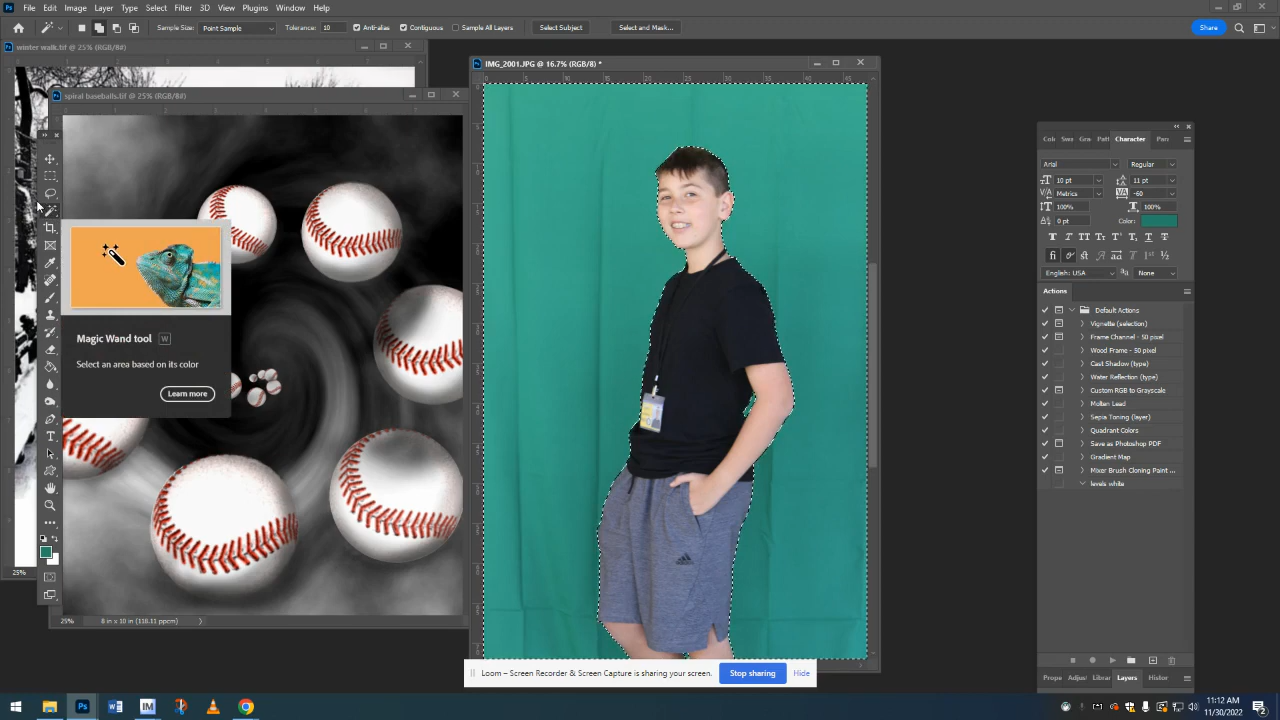 File Edit Image Layer Type Select Filter 3D View Plugins Window Help
Sample Size: Point Sample Tolerance: 10 Anti-alias Contiguous Sample All Layers Select Subject Select and Mask... Share
winter walk.tif @ 25% (RGB/8#)
IMG_2001.JPG @ 16.7% (RGB/8) *
spiral baseballs.tif @ 25% (RGB/8#)
Magic Wand tool W
Select an area based on its color
Learn more
Character
Arial Regular
10 pt 11 pt
Metrics -60
100% 100%
0 pt Color:
English: USA aa None
Actions
Default Actions
Vignette (selection)
Frame Channel - 50 pixel
Wood Frame - 50 pixel
Cast Shadow (type)
Water Reflection (type)
Custom RGB to Grayscale
Molten Lead
Sepia Toning (layer)
Quadrant Colors
Save as Photoshop PDF
Gradient Map
Mixer Brush Cloning Paint ...
levels white
25%
25% 8 in x 10 in (118.11 ppcm)
Loom – Screen Recorder & Screen Capture is sharing your screen. Stop sharing Hide
Prope Adjus Librar Layers Histor
11:12 AM
11/30/2022